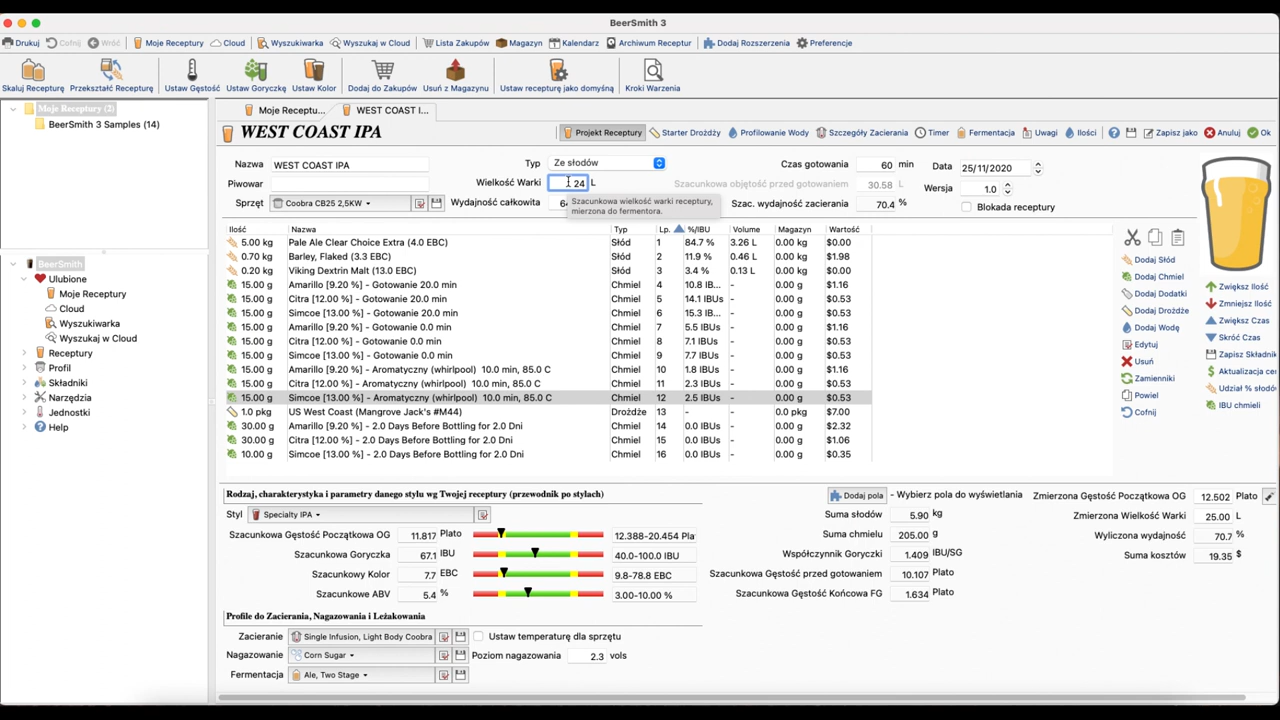 BeerSmith 3
Drukuj Cofnij Wróć Moje Receptury Cloud Wyszukiwarka Wyszukaj w Cloud Lista Zakupów Magazyn Kalendarz Archiwum Receptur Dodaj Rozszerzenia Preferencje
Skaluj Recepturę Przekształć Recepturę Ustaw Gęstość Ustaw Goryczkę Ustaw Kolor Dodaj do Zakupów Usuń z Magazynu Ustaw recepturę jako domyślną Kroki Warzenia
Moje Receptury (2)
BeerSmith 3 Samples (14)
Moje Receptu... WEST COAST I...
WEST COAST IPA
Projekt Receptury Starter Drożdży Profilowanie Wody Szczegóły Zacierania Timer Fermentacja Uwagi Ilości Zapisz jako Anuluj Ok
Nazwa WEST COAST IPA Typ Ze słodów Czas gotowania 60 min Data 25/11/2020
Piwowar Wielkość Warki 24 L Szacunkowa objętość przed gotowaniem 30.58 L Wersja 1.0
Sprzęt Coobra CB25 2,5KW Wydajność całkowita Szac. wydajność zacierania 70.4 % Blokada receptury
Szacunkowa wielkość warki receptury,
mierzona do fermentora.
Ilość Nazwa Typ Lp. %/IBU Volume Magazyn Wartość
5.00 kg Pale Ale Clear Choice Extra (4.0 EBC) Słód 1 84.7 % 3.26 L 0.00 kg $0.00
0.70 kg Barley, Flaked (3.3 EBC) Słód 2 11.9 % 0.46 L 0.00 kg $1.98
0.20 kg Viking Dextrin Malt (13.0 EBC) Słód 3 3.4 % 0.13 L 0.00 kg $0.00
15.00 g Amarillo [9.20 %] - Gotowanie 20.0 min Chmiel 4 10.8 IB... - 0.00 g $1.16
15.00 g Citra [12.00 %] - Gotowanie 20.0 min Chmiel 5 14.1 IBUs - 0.00 g $0.53
15.00 g Simcoe [13.00 %] - Gotowanie 20.0 min Chmiel 6 15.3 IB... - 0.00 g $0.53
15.00 g Amarillo [9.20 %] - Gotowanie 0.0 min Chmiel 7 5.5 IBUs - 0.00 g $1.16
15.00 g Citra [12.00 %] - Gotowanie 0.0 min Chmiel 8 7.1 IBUs - 0.00 g $0.53
15.00 g Simcoe [13.00 %] - Gotowanie 0.0 min Chmiel 9 7.7 IBUs - 0.00 g $0.53
15.00 g Amarillo [9.20 %] - Aromatyczny (whirlpool) 10.0 min, 85.0 C Chmiel 10 1.8 IBUs - 0.00 g $1.16
15.00 g Citra [12.00 %] - Aromatyczny (whirlpool) 10.0 min, 85.0 C Chmiel 11 2.3 IBUs - 0.00 g $0.53
15.00 g Simcoe [13.00 %] - Aromatyczny (whirlpool) 10.0 min, 85.0 C Chmiel 12 2.5 IBUs - 0.00 g $0.53
1.0 pkg US West Coast (Mangrove Jack's #M44) Drożdże 13 - - 0.0 pkg $7.00
30.00 g Amarillo [9.20 %] - 2.0 Days Before Bottling for 2.0 Dni Chmiel 14 0.0 IBUs - 0.00 g $2.32
30.00 g Citra [12.00 %] - 2.0 Days Before Bottling for 2.0 Dni Chmiel 15 0.0 IBUs - 0.00 g $1.06
10.00 g Simcoe [13.00 %] - 2.0 Days Before Bottling for 2.0 Dni Chmiel 16 0.0 IBUs - 0.00 g $0.35
Dodaj Słód
Dodaj Chmiel
Dodaj Dodatki
Dodaj Drożdże
Dodaj Wodę
Edytuj
Usuń
Zamienniki
Powiel
Cofnij
Zwiększ Ilość
Zmniejsz Ilość
Zwiększ Czas
Skróć Czas
Zapisz Składnik
Aktualizacja
Udział % słodó
IBU chmieli
BeerSmith
Ulubione
Moje Receptury
Cloud
Wyszukiwarka
Wyszukaj w Cloud
Receptury
Profil
Składniki
Narzędzia
Jednostki
Help
Rodzaj, charakterystyka i parametry danego stylu wg Twojej receptury (przewodnik po stylach)
Styl Specialty IPA
Szacunkowa Gęstość Początkowa OG 11.817 Plato 12.388-20.454 Pla
Szacunkowa Goryczka 67.1 IBU 40.0-100.0 IBU
Szacunkowy Kolor 7.7 EBC 9.8-78.8 EBC
Szacunkowe ABV 5.4 % 3.00-10.00 %
Dodaj pola - Wybierz pola do wyświetlania
Suma słodów 5.90 kg
Suma chmielu 205.00 g
Współczynnik Goryczki 1.409 IBU/SG
Szacunkowa Gęstość przed gotowaniem 10.107 Plato
Szacunkowa Gęstość Końcowa FG 1.634 Plato
Zmierzona Gęstość Początkowa OG 12.502 Plato
Zmierzona Wielkość Warki 25.00 L
Wyliczona wydajność 70.7 %
Suma kosztów 19.35 $
Profile do Zacierania, Nagazowania i Leżakowania
Zacieranie Single Infusion, Light Body Coobra Ustaw temperaturę dla sprzętu
Nagazowanie Corn Sugar Poziom nagazowania 2.3 vols
Fermentacja Ale, Two Stage